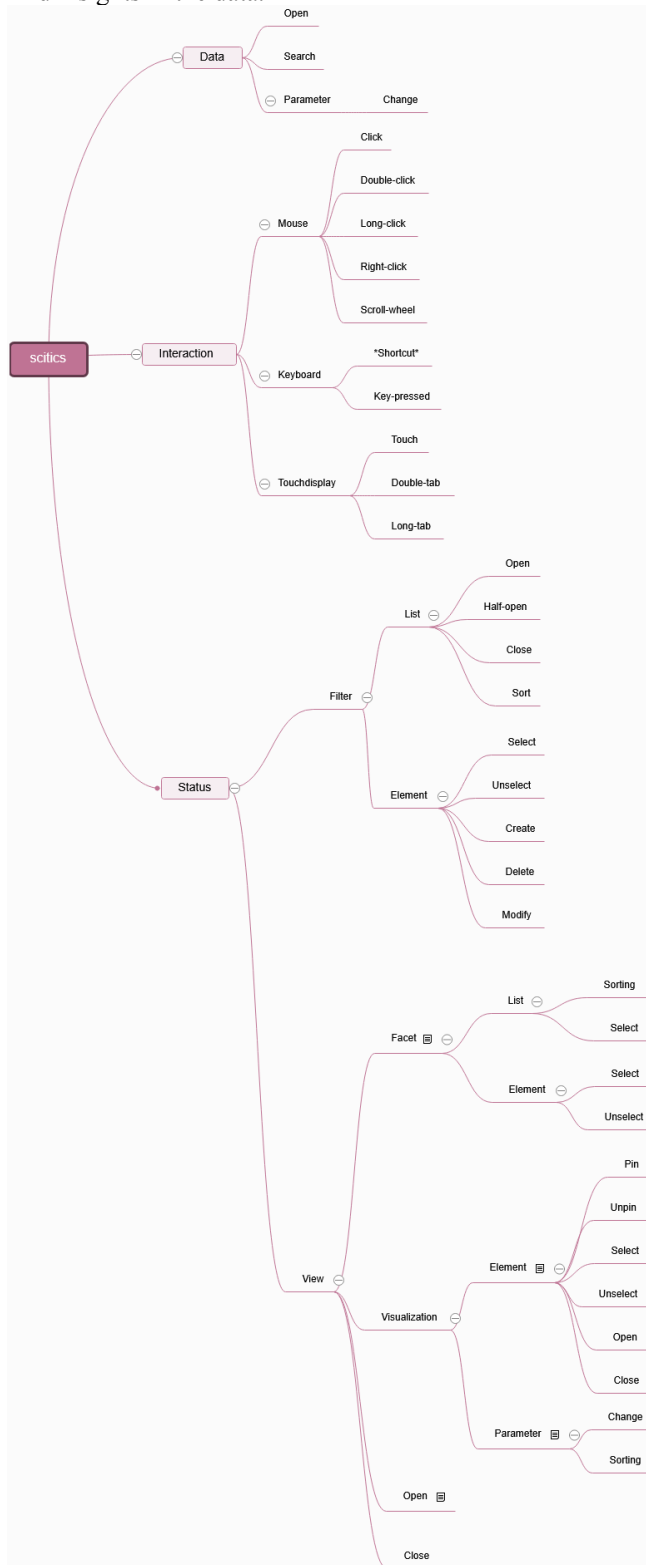 Open
Data
Search
Parameter
Change
Click
Double-click
Mouse
Long-click
Right-click
Scroll-wheel
scitics
Interaction
*Shortcut*
Keyboard
Key-pressed
Touch
Touchdisplay
Double-tab
Long-tab
Open
List
Half-open
Close
Sort
Filter
Select
Element
Unselect
Create
Delete
Modify
Status
Sorting
List
Select
Facet
Select
Element
Unselect
Pin
Unpin
Element
Select
Unselect
Open
Close
View
Visualization
Change
Parameter
Sorting
Open
Close